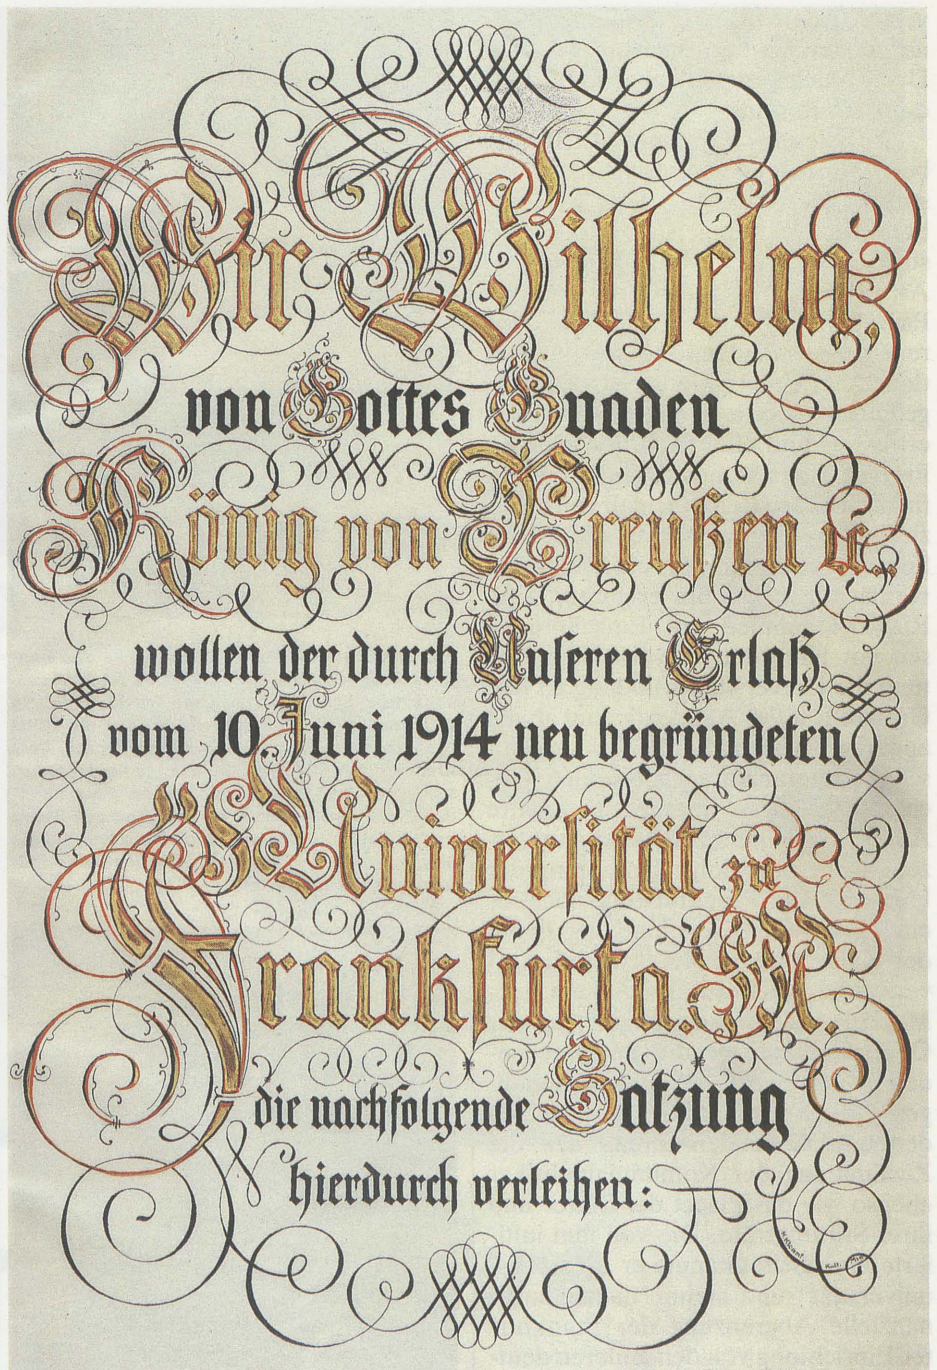 Wir Wilhelm,
von Gottes Gnaden
König von Preußen ꝛc.
wollen der durch Unseren Erlaß
vom 10. Juni 1914 neu begründeten
Universität zu
Frankfurt a. M.
die nachfolgende Satzung
hierdurch verleihen: